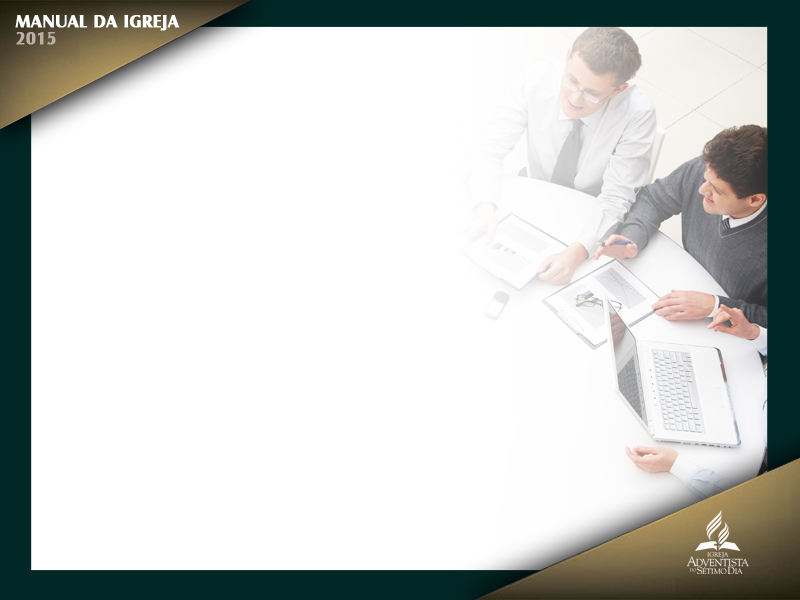 MANUAL DA IGREJA
2015
IGREJA
ADVENTISTA
DO SÉTIMO DIA